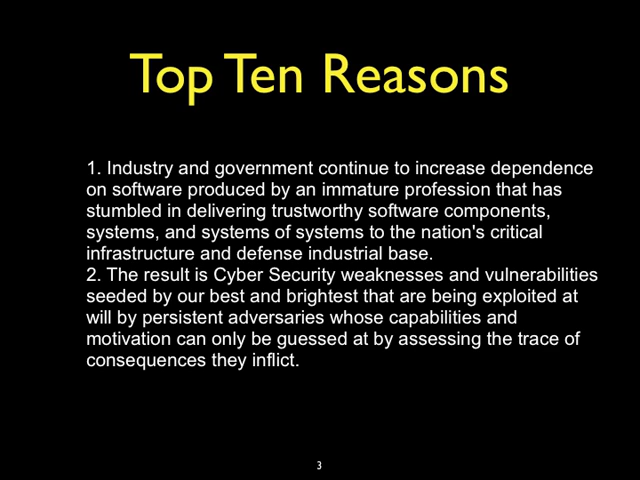 Top Ten Reasons
1. Industry and government continue to increase dependence
on software produced by an immature profession that has
stumbled in delivering trustworthy software components,
systems, and systems of systems to the nation's critical
infrastructure and defense industrial base.
2. The result is Cyber Security weaknesses and vulnerabilities
seeded by our best and brightest that are being exploited at
will by persistent adversaries whose capabilities and
motivation can only be guessed at by assessing the trace of
consequences they inflict.
3